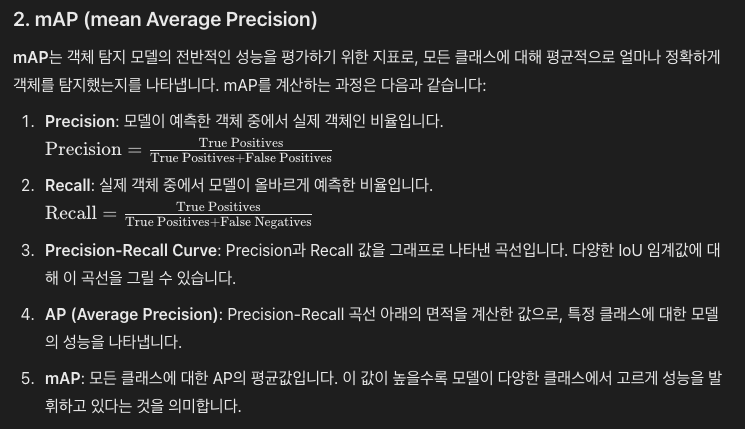 2. mAP (mean Average Precision)
mAP는 객체 탐지 모델의 전반적인 성능을 평가하기 위한 지표로, 모든 클래스에 대해 평균적으로 얼마나 정확하게
객체를 탐지했는지를 나타냅니다. mAP를 계산하는 과정은 다음과 같습니다:
1. Precision: 모델이 예측한 객체 중에서 실제 객체인 비율입니다.
Precision = True Positives / True Positives+False Positives
2. Recall: 실제 객체 중에서 모델이 올바르게 예측한 비율입니다.
Recall = True Positives / True Positives+False Negatives
3. Precision-Recall Curve: Precision과 Recall 값을 그래프로 나타낸 곡선입니다. 다양한 IoU 임계값에 대
해 이 곡선을 그릴 수 있습니다.
4. AP (Average Precision): Precision-Recall 곡선 아래의 면적을 계산한 값으로, 특정 클래스에 대한 모델
의 성능을 나타냅니다.
5. mAP: 모든 클래스에 대한 AP의 평균값입니다. 이 값이 높을수록 모델이 다양한 클래스에서 고르게 성능을 발
휘하고 있다는 것을 의미합니다.